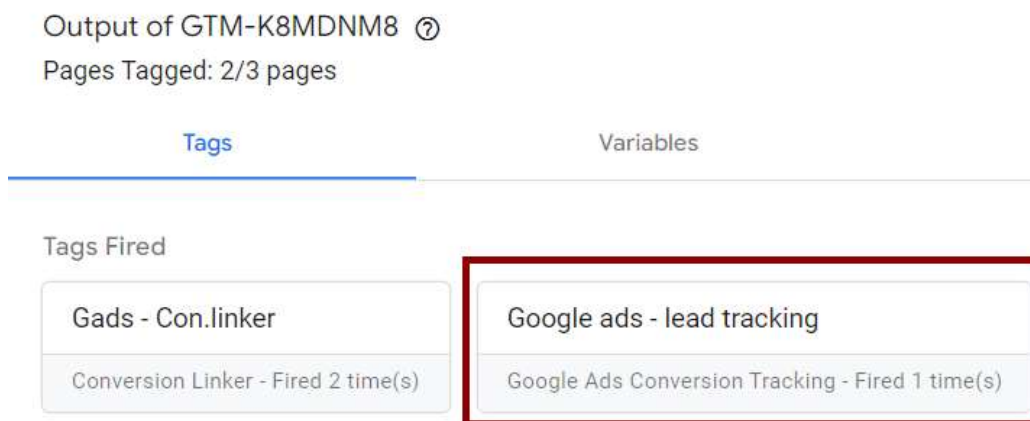 Output of GTM-K8MDNM8
Pages Tagged: 2/3 pages
Tags Variables
Tags Fired
Gads - Con.linker Google ads - lead tracking
Conversion Linker - Fired 2 time(s) Google Ads Conversion Tracking - Fired 1 time(s)